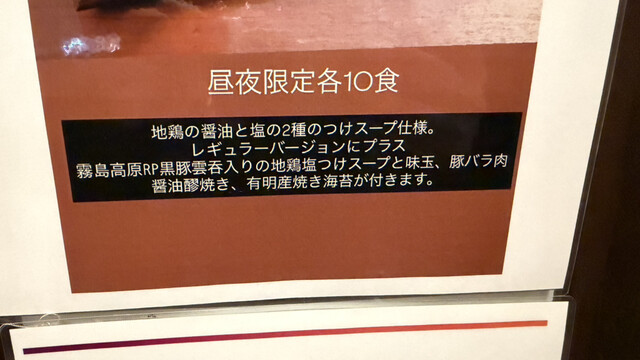 昼夜限定各10食
地鶏の醤油と塩の2種のつけスープ仕様。
レギュラーバージョンにプラス
霧島高原RP黒豚雲呑入りの地鶏塩つけスープと味玉、豚バラ肉
醤油醪焼き、有明産焼き海苔が付きます。